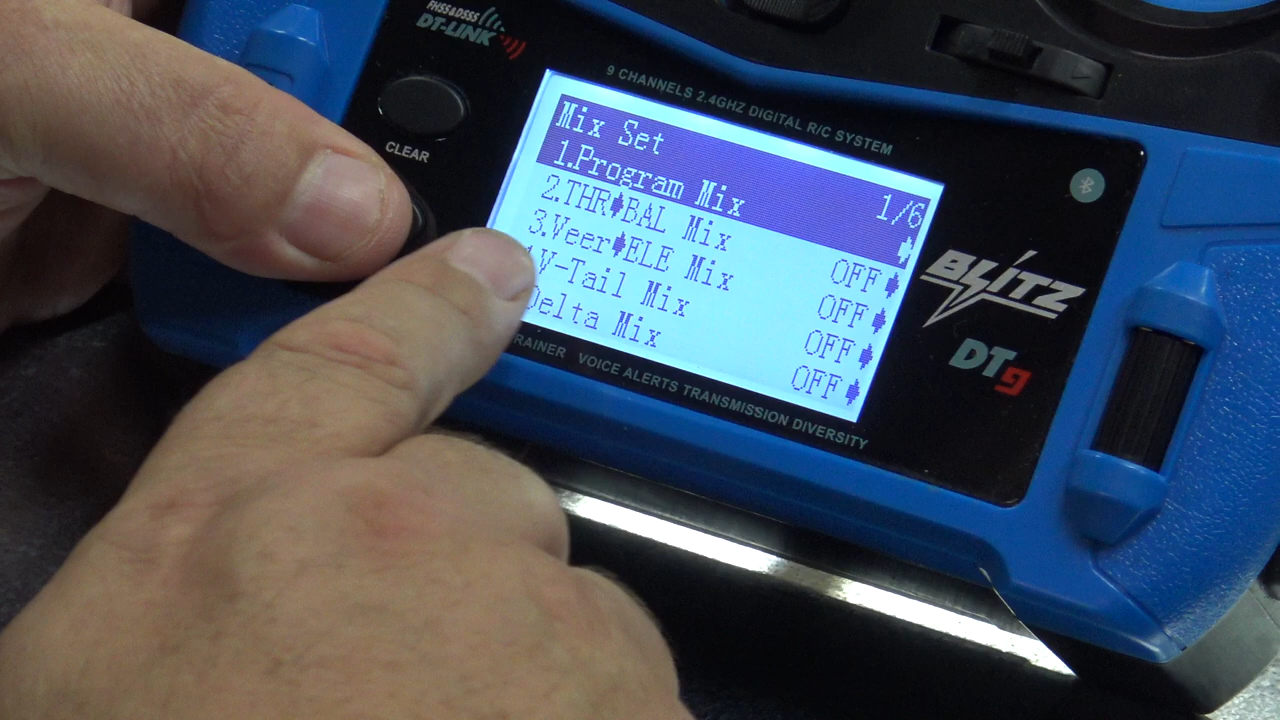 FHSS&DSSS
DT-LINK
9 CHANNELS 2.4GHZ DIGITAL R/C SYSTEM
CLEAR
Mix Set 1/6
1.Program Mix
2.THR BAL Mix OFF
3.Veer ELE Mix OFF
V-Tail Mix OFF
Delta Mix OFF
RAINER VOICE ALERTS TRANSMISSION DIVERSITY
BLITZ
DT9